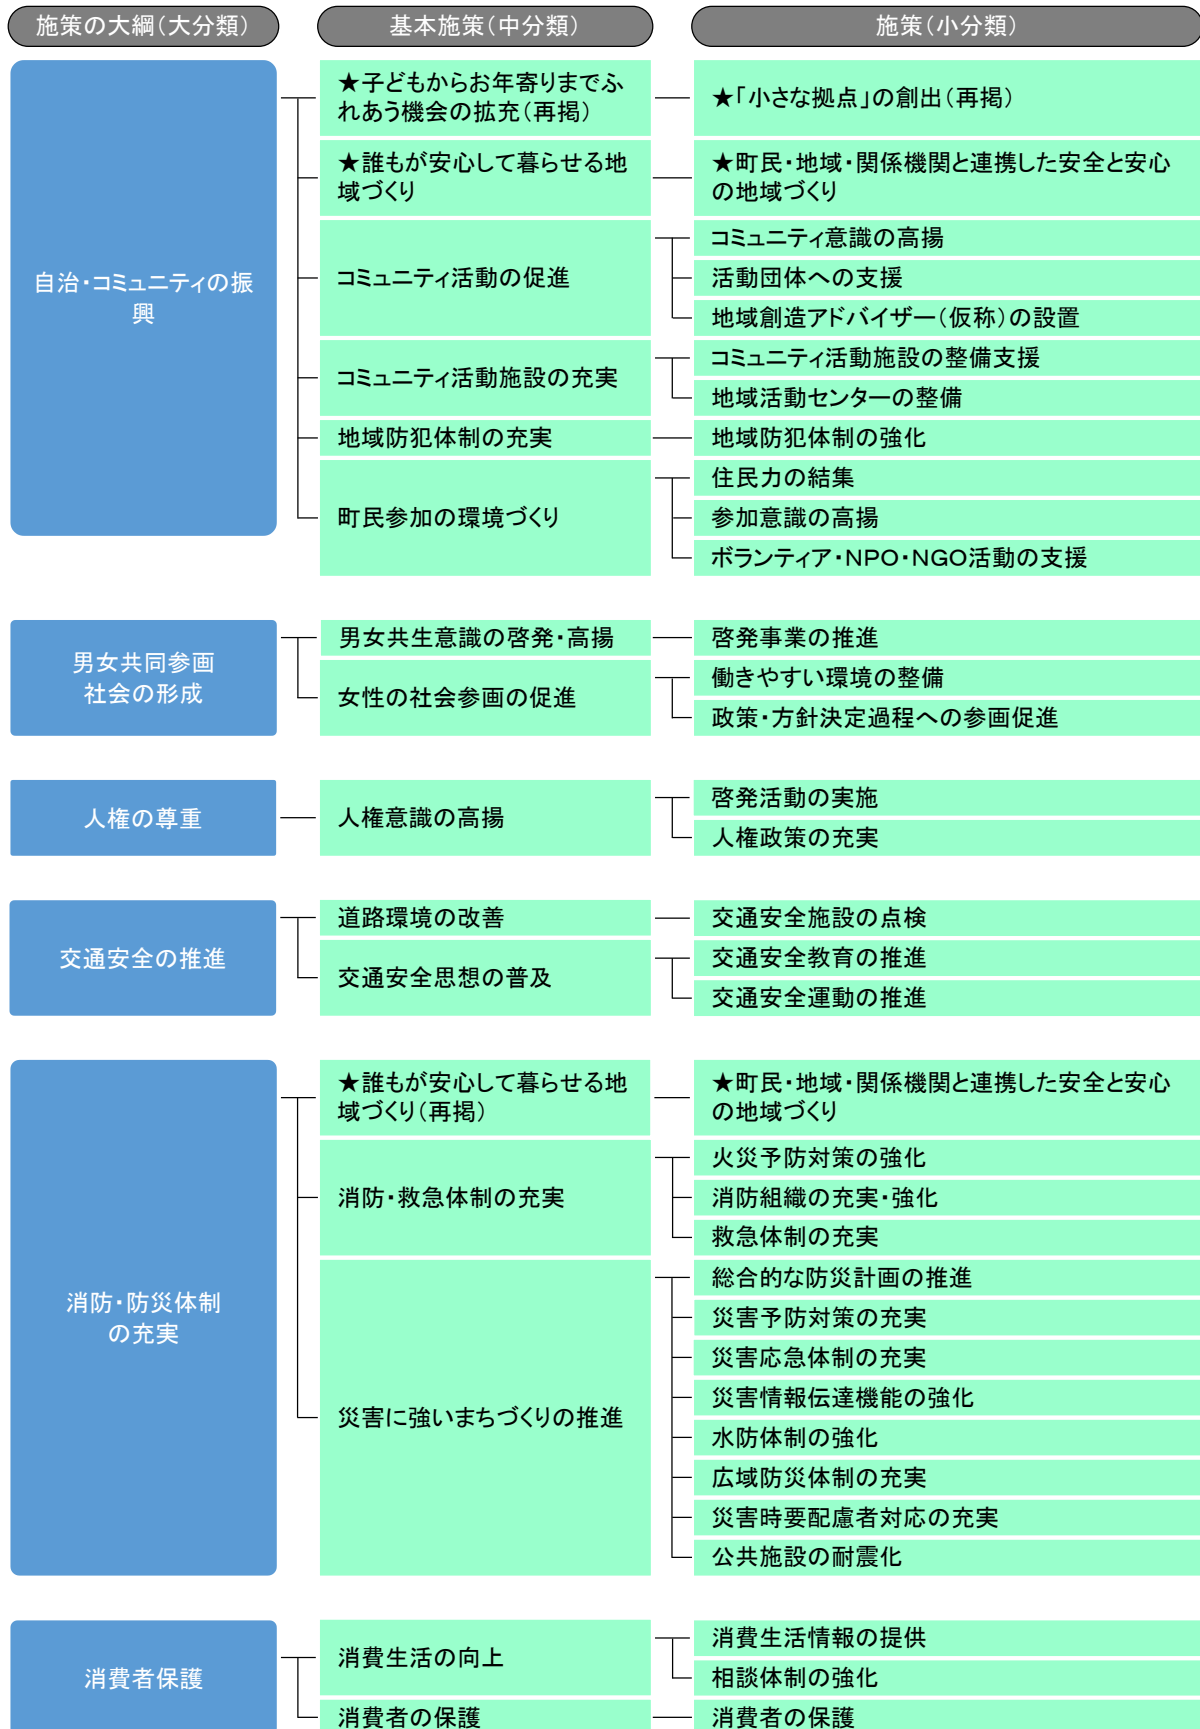 施策の大綱（大分類）
基本施策（中分類）
施策（小分類）
自治・コミュニティの振
興
★子どもからお年寄りまでふ
れあう機会の拡充（再掲）
★「小さな拠点」の創出（再掲）
★誰もが安心して暮らせる地
域づくり
★町民・地域・関係機関と連携した安全と安心
の地域づくり
コミュニティ活動の促進
コミュニティ意識の高揚
活動団体への支援
地域創造アドバイザー（仮称）の設置
コミュニティ活動施設の充実
コミュニティ活動施設の整備支援
地域活動センターの整備
地域防犯体制の充実
地域防犯体制の強化
町民参加の環境づくり
住民力の結集
参加意識の高揚
ボランティア・NPO・NGO活動の支援
男女共同参画
社会の形成
男女共生意識の啓発・高揚
啓発事業の推進
女性の社会参画の促進
働きやすい環境の整備
政策・方針決定過程への参画促進
人権の尊重
人権意識の高揚
啓発活動の実施
人権政策の充実
交通安全の推進
道路環境の改善
交通安全施設の点検
交通安全思想の普及
交通安全教育の推進
交通安全運動の推進
消防・防災体制
の充実
★誰もが安心して暮らせる地
域づくり（再掲）
★町民・地域・関係機関と連携した安全と安心
の地域づくり
消防・救急体制の充実
火災予防対策の強化
消防組織の充実・強化
救急体制の充実
災害に強いまちづくりの推進
総合的な防災計画の推進
災害予防対策の充実
災害応急体制の充実
災害情報伝達機能の強化
水防体制の強化
広域防災体制の充実
災害時要配慮者対応の充実
公共施設の耐震化
消費者保護
消費生活の向上
消費生活情報の提供
相談体制の強化
消費者の保護
消費者の保護